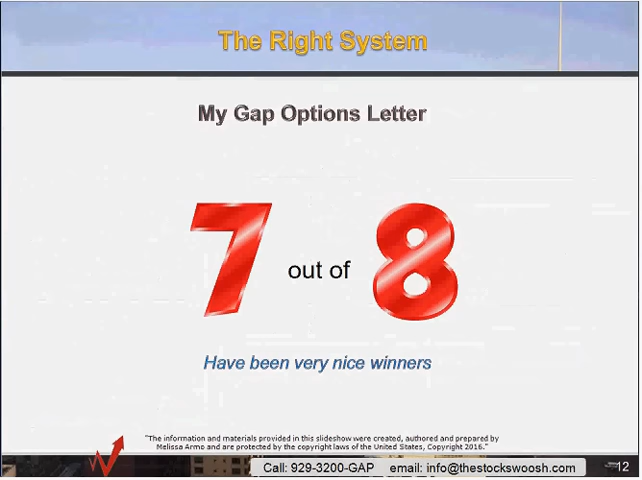 The Right System
My Gap Options Letter
7 out of 8
Have been very nice winners
"The information and materials provided in this slideshow were created, authored and prepared by
Melissa Armo and are protected by the copyright laws of the United States, Copyright 2016."
Call: 929-3200-GAP email: info@thestockswoosh.com
12